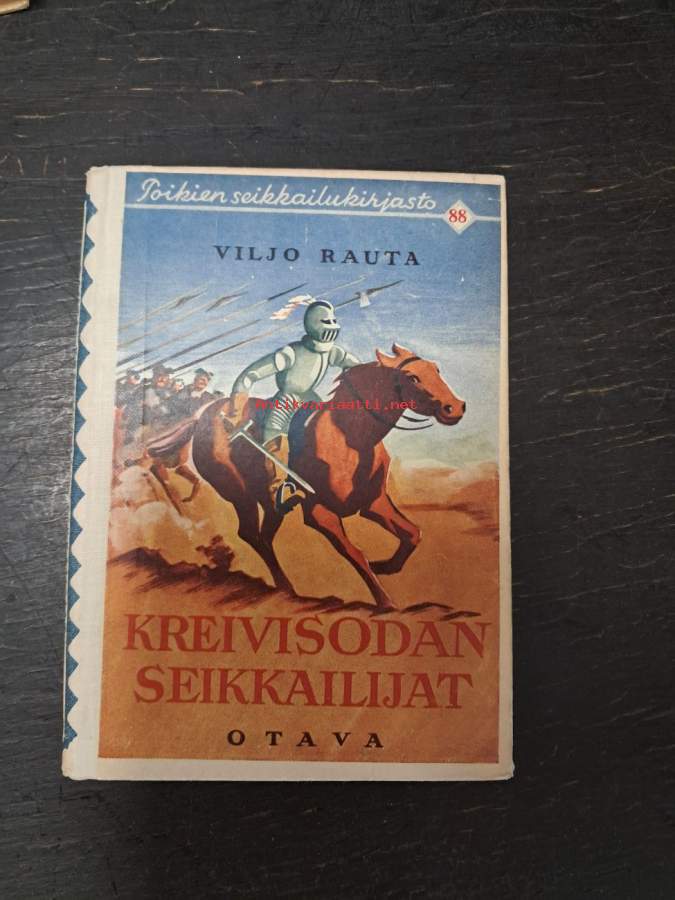 Poikien seikkailukirjasto
88
VILJO RAUTA
Antikvariaatti.net
KREIVISODAN
SEIKKAILIJAT
OTAVA